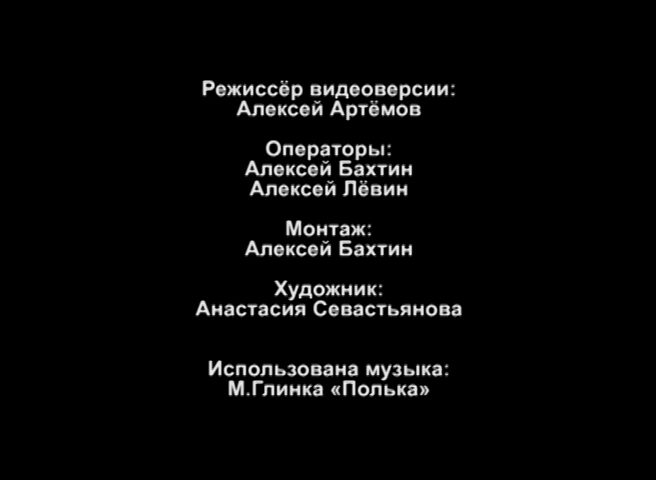 Режиссёр видеоверсии:
Алексей Артёмов
Операторы:
Алексей Бахтин
Алексей Лёвин
Монтаж:
Алексей Бахтин
Художник:
Анастасия Севастьянова
Использована музыка:
М.Глинка «Полька»